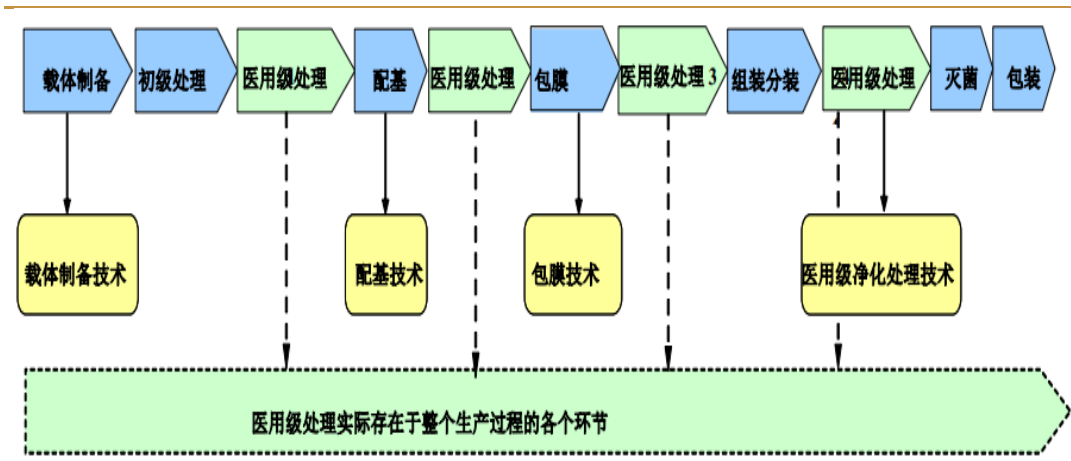 载体制备
初级处理
医用级处理
配基
医用级处理
包膜
医用级处理 3
组装分装
医用级处理
灭菌
包装
载体制备技术
配基技术
包膜技术
医用级净化处理技术
医用级处理实际存在于整个生产过程的各个环节